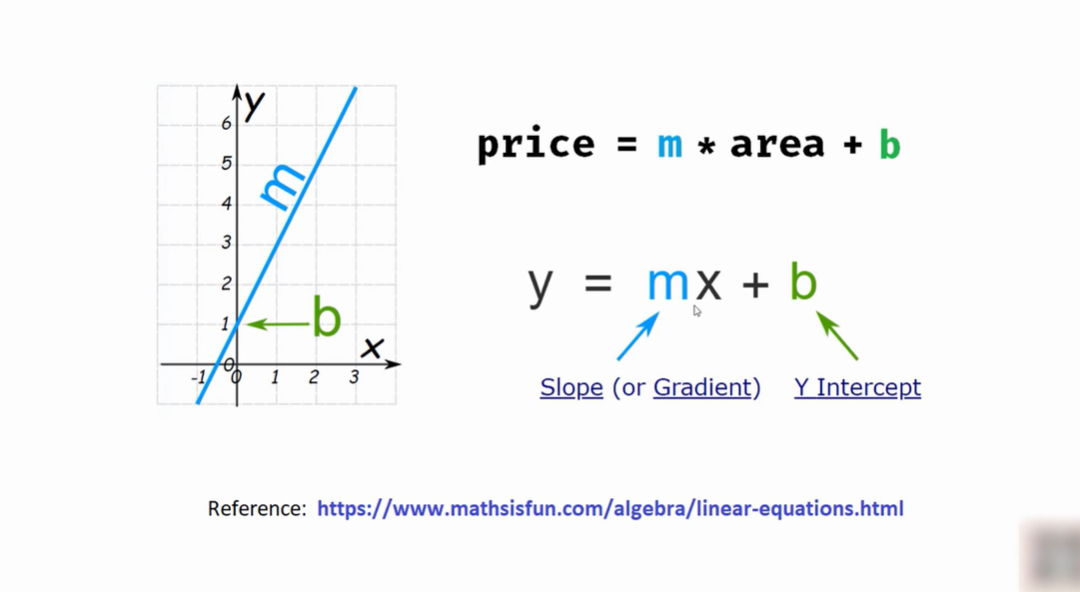 y
6
5
4
3
2
1
0
-1 0 1 2 3
x
m
b
price = m * area + b
y = mx + b
Slope (or Gradient) Y Intercept
Reference: https://www.mathsisfun.com/algebra/linear-equations.html